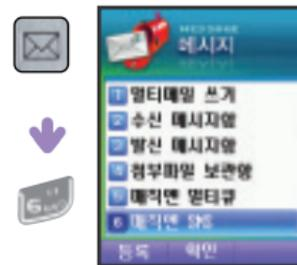 MESSAGE
메시지
1 멀티메일 쓰기
2 수신 메시지함
3 발신 메시지함
4 첨부파일 보관함
5 매직엔 멀티큐
6 매직엔 SMS
등록 확인
6